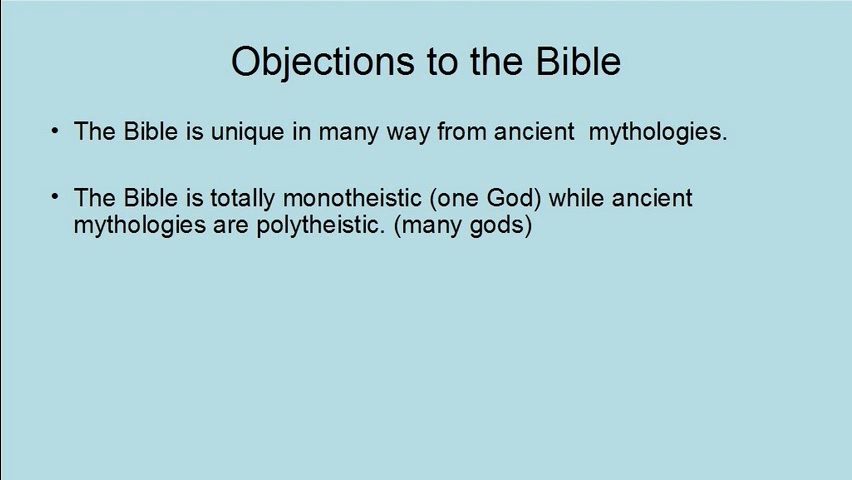 Objections to the Bible
• The Bible is unique in many way from ancient mythologies.
• The Bible is totally monotheistic (one God) while ancient
mythologies are polytheistic. (many gods)